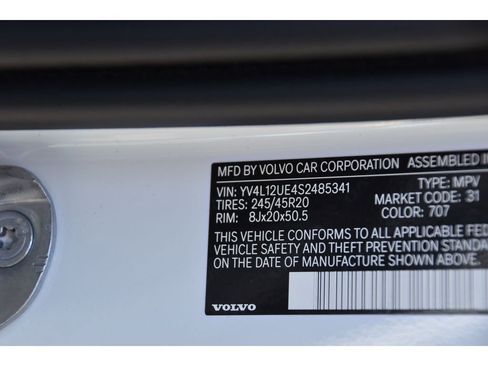 MFD BY VOLVO CAR CORPORATION ASSEMBLED
VIN: YV4L12UE4S2485341 TYPE: MPV
TIRES: 245/45R20 MARKET CODE: 31
RIM: 8Jx20x50.5 COLOR: 707
THIS VEHICLE CONFORMS TO ALL APPLICABLE
VEHICLE SAFETY AND THEFT PREVENTION
ON THE DATE OF MANUFACTURE SHOWN ABOVE.
VOLVO